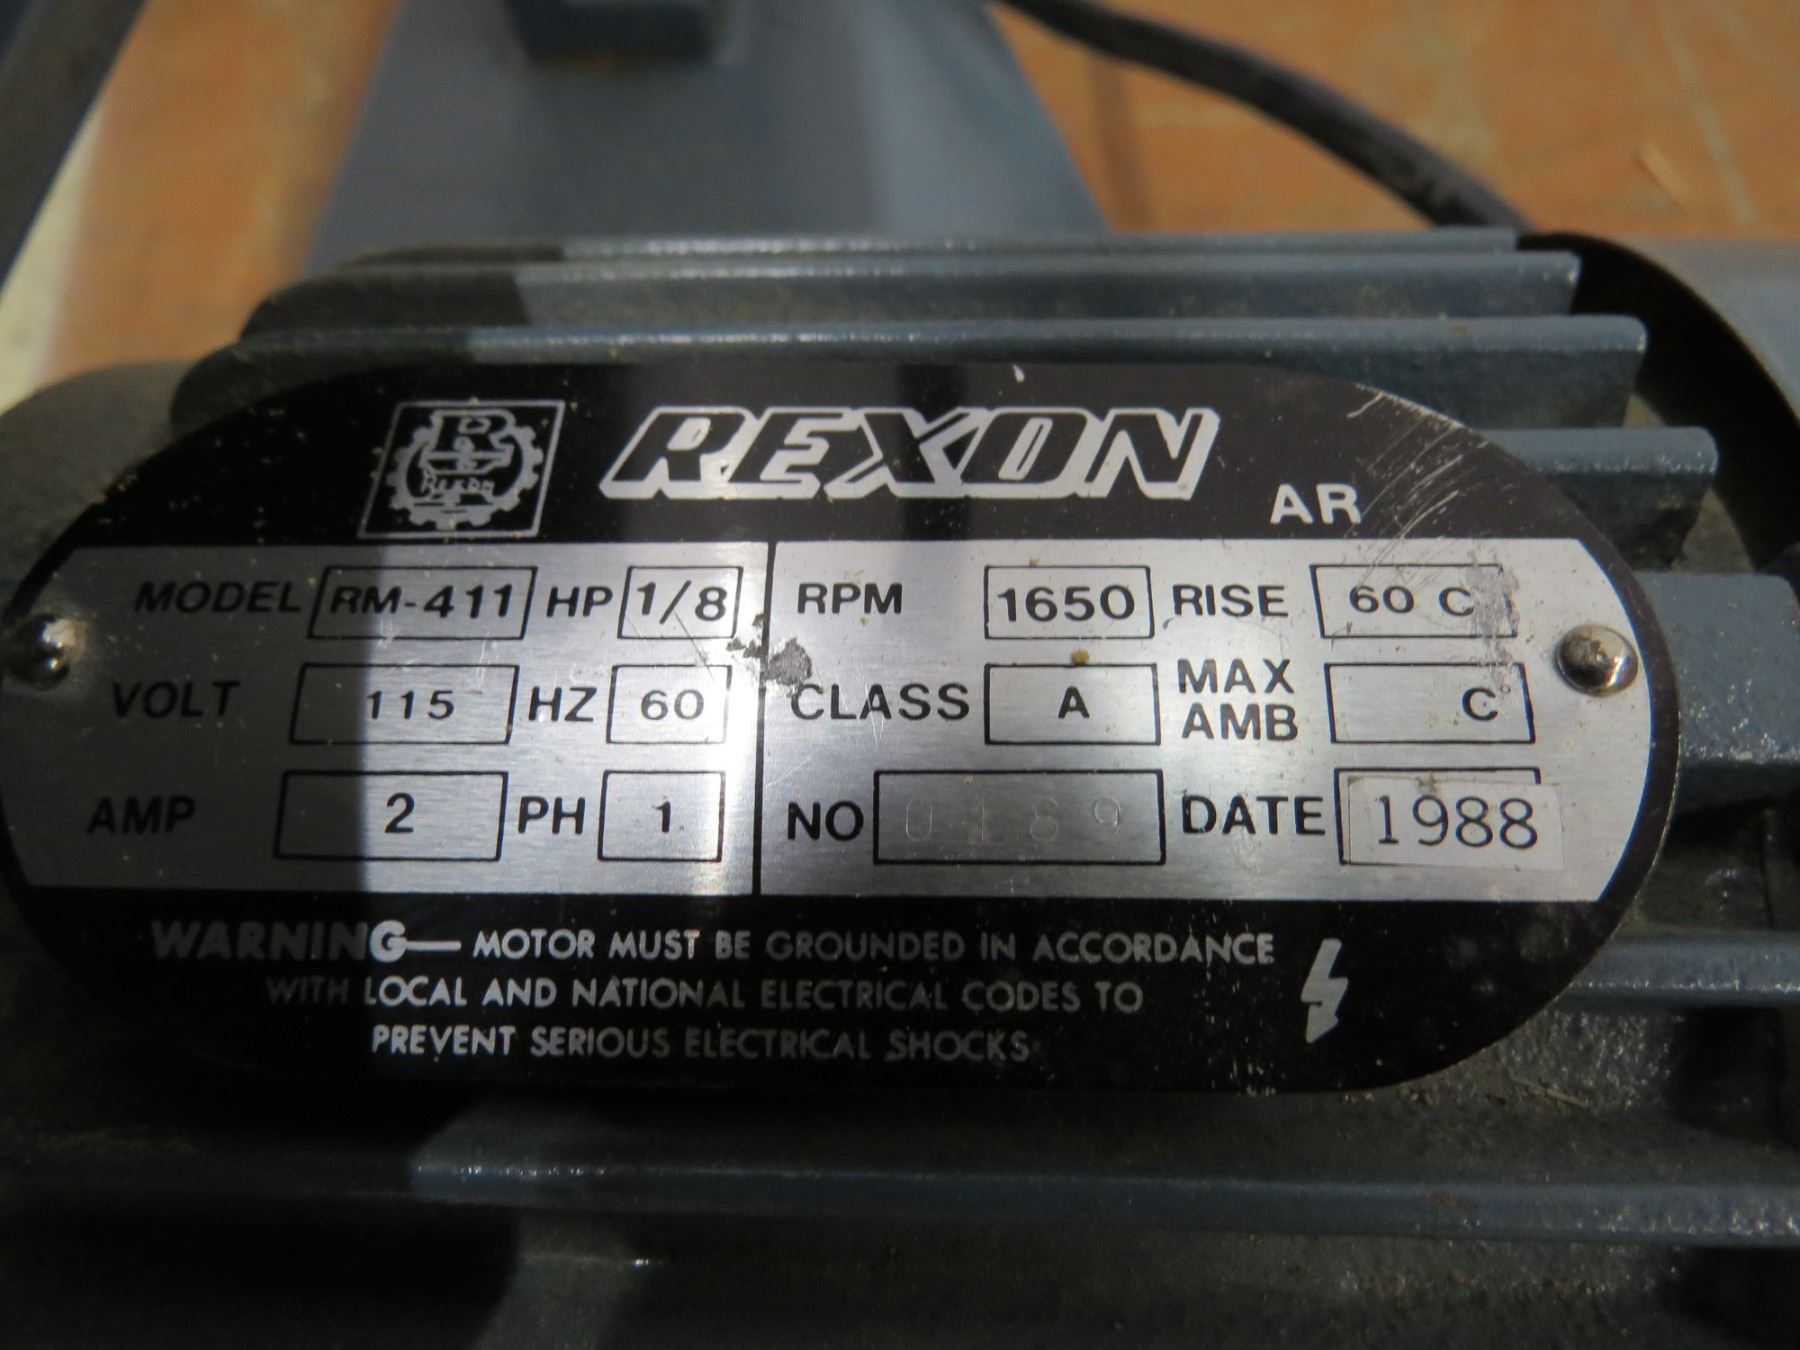 REXON
REXON AR
MODEL RM-411 HP 1/8 RPM 1650 RISE 60 C
VOLT 115 HZ 60 CLASS A MAX AMB C°
AMP 2 PH 1 NO 0189 DATE 1988
WARNING— MOTOR MUST BE GROUNDED IN ACCORDANCE
WITH LOCAL AND NATIONAL ELECTRICAL CODES TO
PREVENT SERIOUS ELECTRICAL SHOCKS